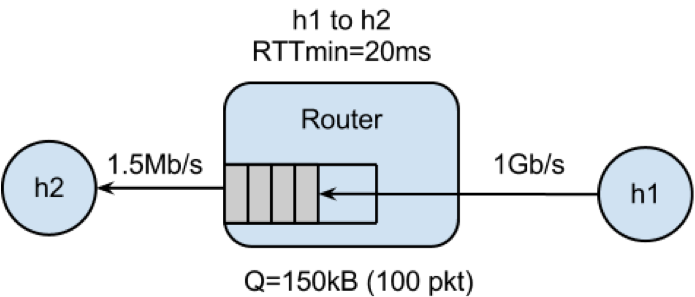 h1 to h2
RTTmin=20ms
Router
1.5Mb/s
1Gb/s
h2
h1
Q=150kB (100 pkt)